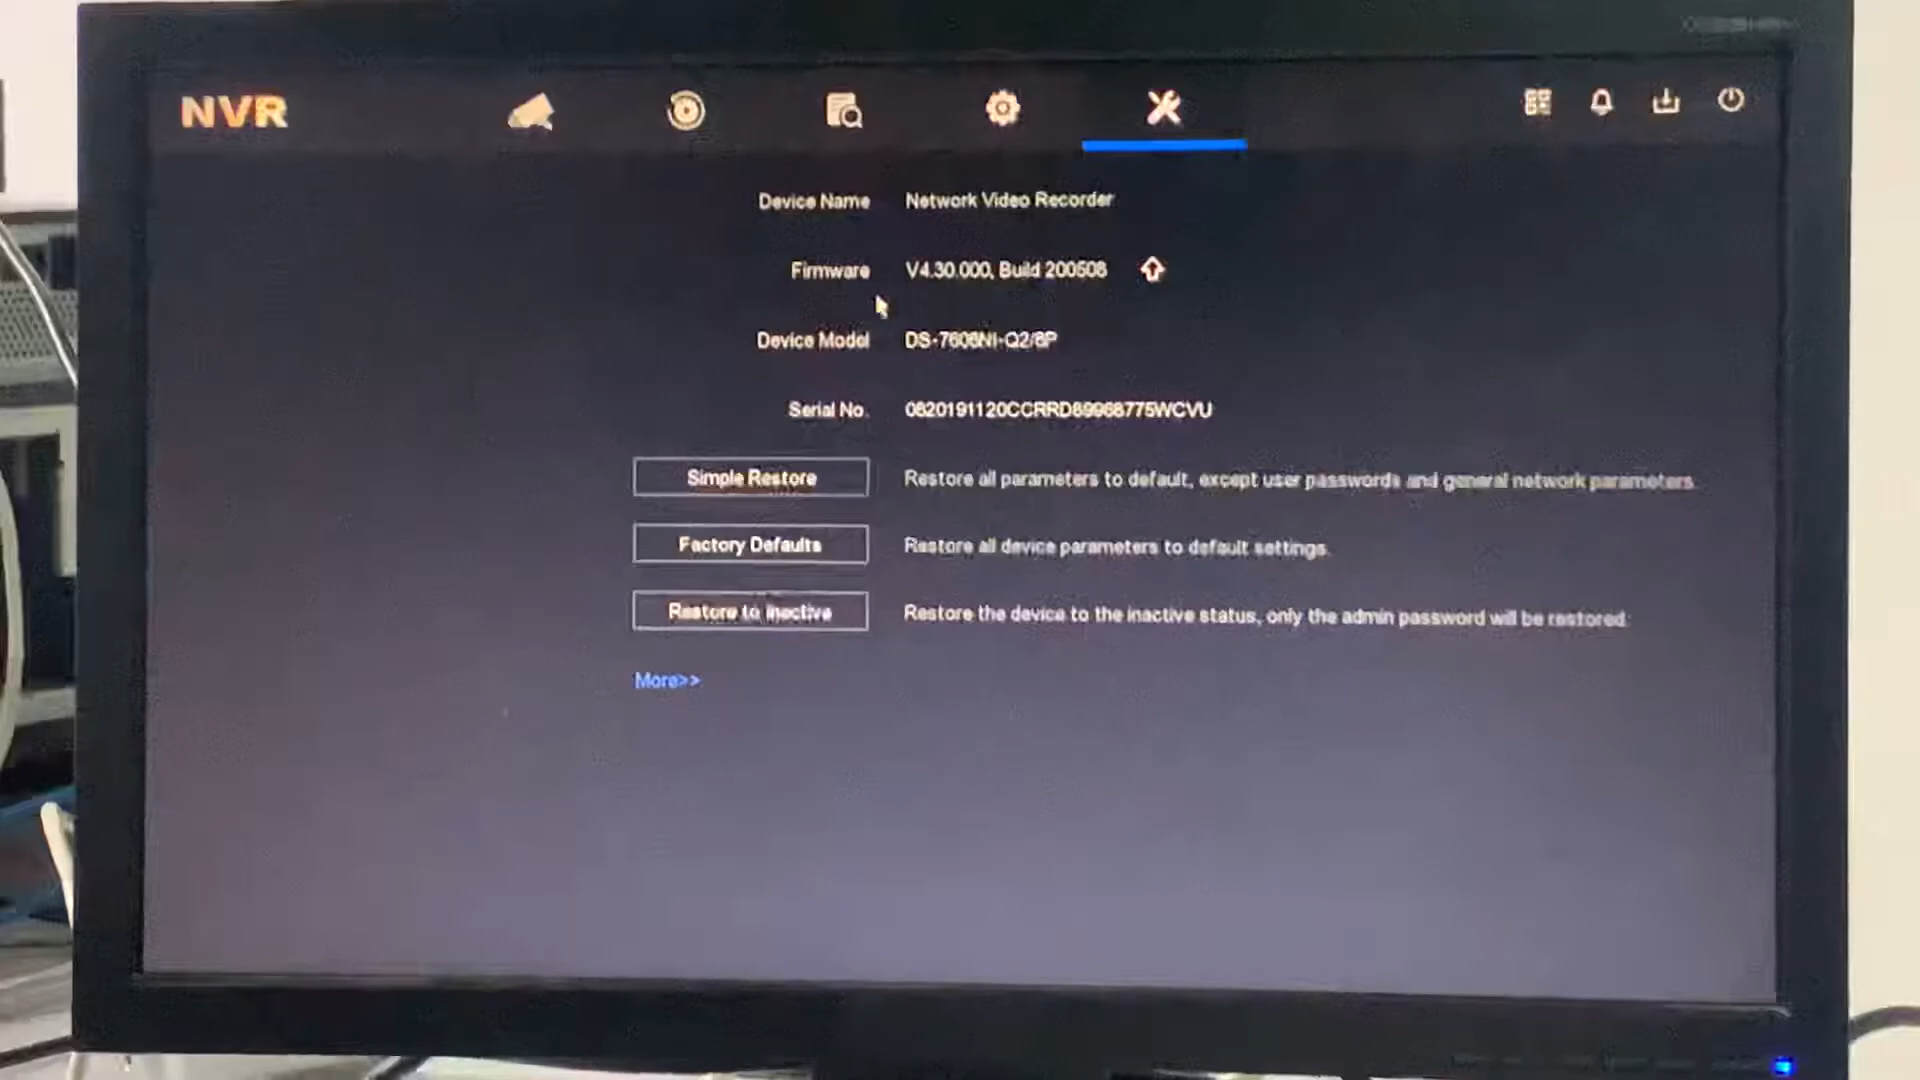 NVR
Device Name Network Video Recorder
Firmware V4.30.000, Build 200508
Device Model DS-7608NI-Q2/8P
Serial No. 0820191120CCRRD89968775WCVU
Simple Restore Restore all parameters to default, except user passwords and general network parameters.
Factory Defaults Restore all device parameters to default settings.
Restore to Inactive Restore the device to the inactive status, only the admin password will be restored.
More>>